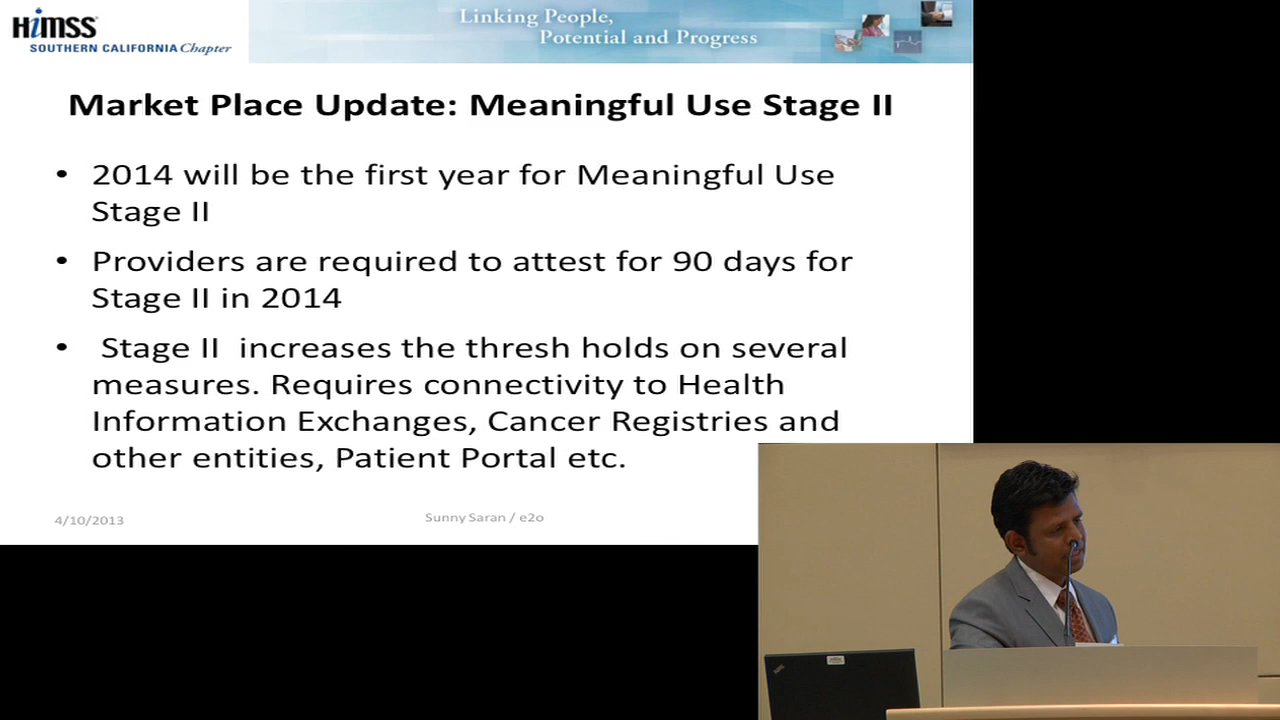 HiMSS
SOUTHERN CALIFORNIA Chapter
Linking People,
Potential and Progress
Market Place Update: Meaningful Use Stage II
• 2014 will be the first year for Meaningful Use
Stage II
• Providers are required to attest for 90 days for
Stage II in 2014
• Stage II increases the thresh holds on several
measures. Requires connectivity to Health
Information Exchanges, Cancer Registries and
other entities, Patient Portal etc.
4/10/2013
Sunny Saran / e2o